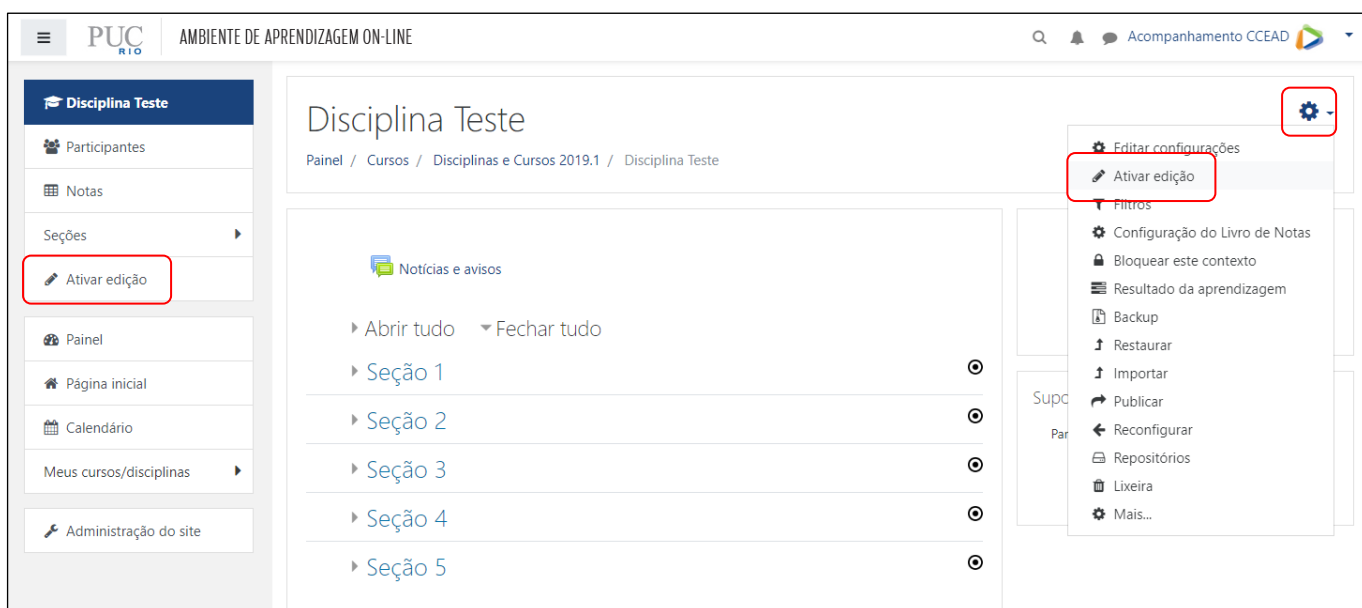 PUC
RIO
AMBIENTE DE APRENDIZAGEM ON-LINE
Acompanhamento CCEAD
Disciplina Teste
Participantes
Notas
Seções
Ativar edição
Painel
Página inicial
Calendário
Meus cursos/disciplinas
Administração do site
Disciplina Teste
Painel / Cursos / Disciplinas e Cursos 2019.1 / Disciplina Teste
Notícias e avisos
Abrir tudo Fechar tudo
Seção 1
Seção 2
Seção 3
Seção 4
Seção 5
Editar configurações
Ativar edição
Filtros
Configuração do Livro de Notas
Bloquear este contexto
Resultado da aprendizagem
Backup
Restaurar
Importar
Publicar
Reconfigurar
Repositórios
Lixeira
Mais...
Supo
Par